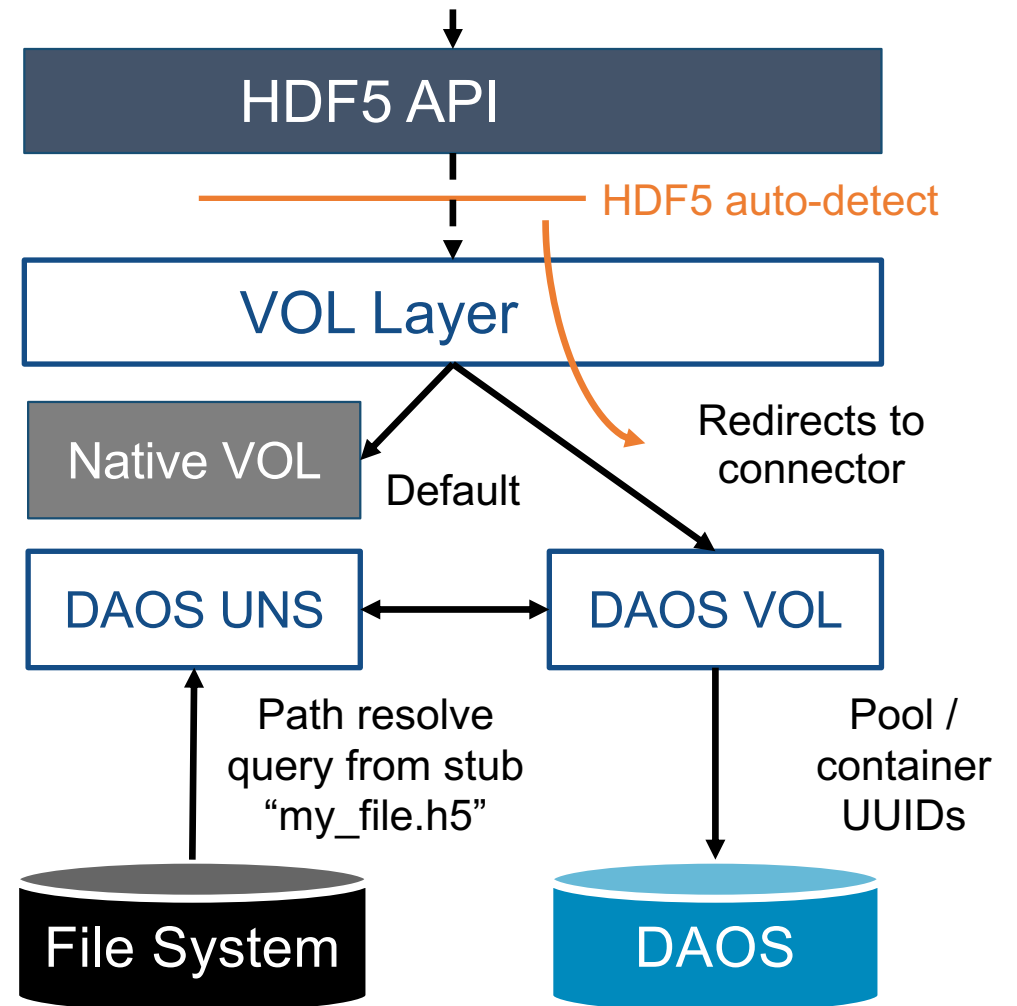 HDF5 API
HDF5 auto-detect
VOL Layer
Native VOL
Default
Redirects to
connector
DAOS UNS
DAOS VOL
Path resolve
query from stub
“my_file.h5”
Pool /
container
UUIDs
File System
DAOS